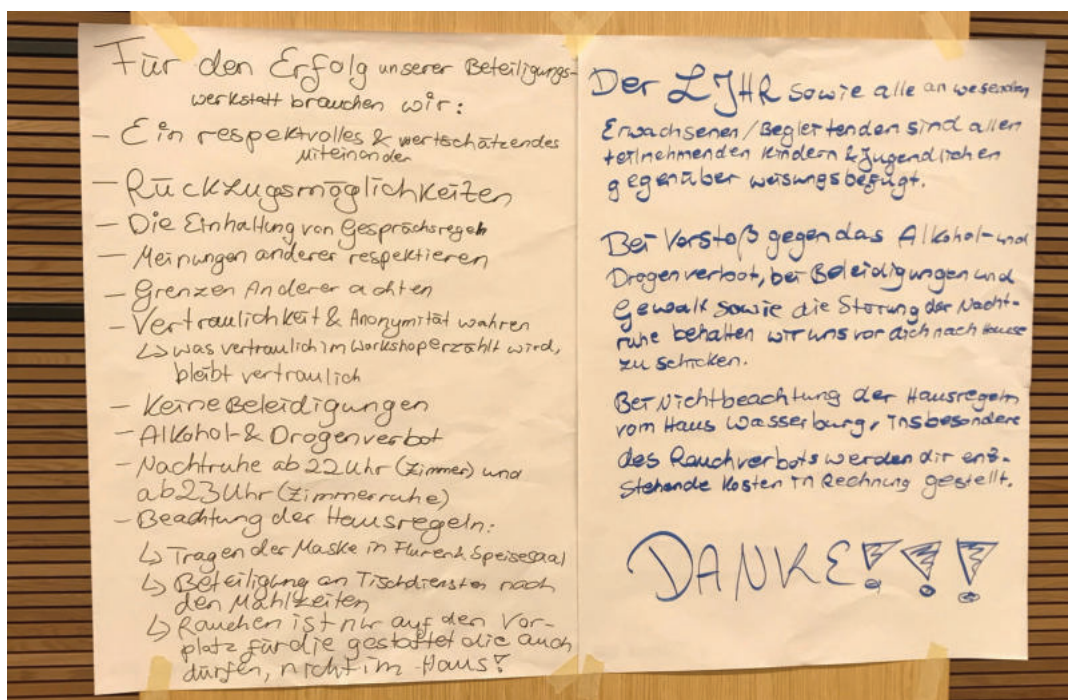 Für den Erfolg unserer Beteiligungs-
werkstatt brauchen wir:
- Ein respektvolles & wertschätzendes
Miteinander
- Rückzugsmöglichkeiten
- Die Einhaltung von Gesprächsregeln
- Meinungen anderer respektieren
- Grenzen Anderer achten
- Vertraulichkeit & Anonymität wahren
↳ was vertraulich im Workshop erzählt wird,
bleibt vertraulich
- Keine Beleidigungen
- Alkohol- & Drogenverbot
- Nachtruhe ab 22 Uhr (Zimmer) und
ab 23 Uhr (Zimmerruhe)
- Beachtung der Hausregeln:
↳ Tragen der Maske in Fluren & Speisesaal
↳ Beteiligung an Tischdiensten nach
den Mahlzeiten
↳ Rauchen ist nur auf den Vor-
platz für die gestattet die auch
dürfen, nicht im Haus!
Der LJHR sowie alle anwesenden
Erwachsenen/Begleitenden sind allen
teilnehmenden Kindern & Jugendlichen
gegenüber weisungsbefugt.
Bei Verstoß gegen das Alkohol- und
Drogenverbot, bei Beleidigungen und
Gewalt sowie die Störung der Nacht-
ruhe behalten wir uns vor dich nach Hause
zu schicken.
Bei Nichtbeachtung der Hausregeln
vom Haus Wasserburg, insbesondere
des Rauchverbots werden dir ent-
stehende Kosten in Rechnung gestellt.
DANKE!!!